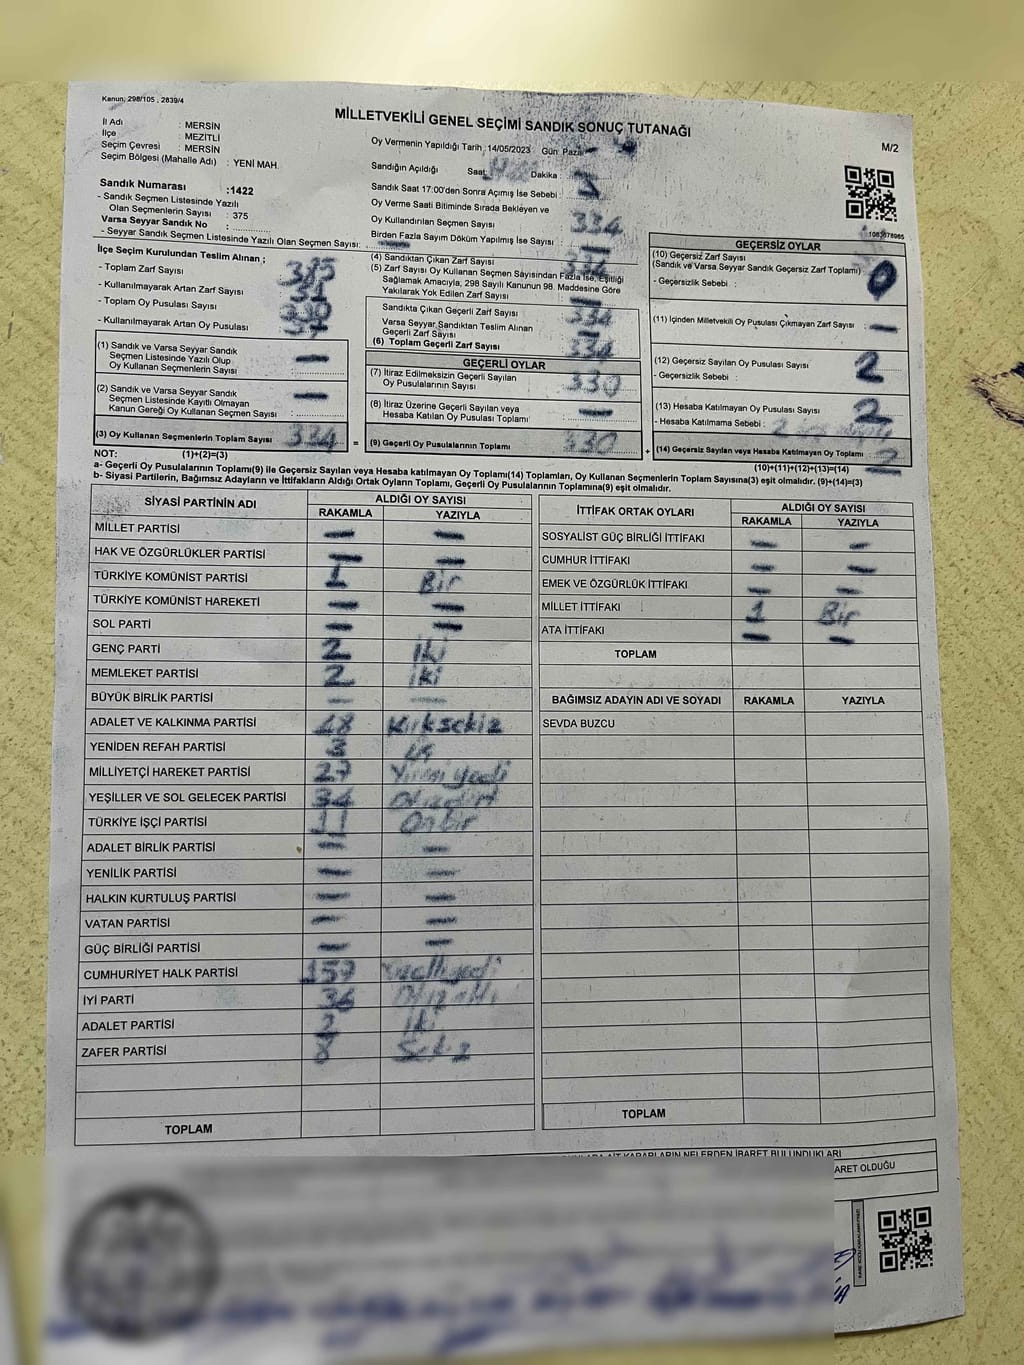 Kanun; 298/105 , 2839/4
MİLLETVEKİLİ GENEL SEÇİMİ SANDIK SONUÇ TUTANAĞI
M/2
İl Adı : MERSİN
İlçe : MEZİTLİ
Seçim Çevresi : MERSİN
Seçim Bölgesi (Mahalle Adı) : YENİ MAH.
Sandık Numarası :1422
- Sandık Seçmen Listesinde Yazılı
Olan Seçmenlerin Sayısı : 375
Varsa Seyyar Sandık No : ..............
- Seyyar Sandık Seçmen Listesinde Yazılı Olan Seçmen Sayısı:
Oy Vermenin Yapıldığı Tarih :14/05/2023 Gün: Pazar
Sandığın Açıldığı Saat: Dakika
Sandık Saat 17:00'den Sonra Açmış İse Sebebi :
Oy Verme Saati Bitiminde Sırada Bekleyen ve
Oy Kullandırılan Seçmen Sayısı
334
Birden Fazla Sayım Döküm Yapılmış İse Sayısı : —
1063578965
İlçe Seçim Kurulundan Teslim Alınan ;
- Toplam Zarf Sayısı : 385
- Kullanılmayarak Artan Zarf Sayısı :
- Toplam Oy Pusulası Sayısı :
- Kullanılmayarak Artan Oy Pusulası :
(1) Sandık ve Varsa Seyyar Sandık
Seçmen Listesinde Yazılı Olup
Oy Kullanan Seçmenlerin Sayısı : —
(2) Sandık ve Varsa Seyyar Sandık
Seçmen Listesinde Kayıtlı Olmayan
Kanun Gereği Oy Kullanan Seçmen Sayısı : —
(3) Oy Kullanan Seçmenlerin Toplam Sayısı : 334 =
(4) Sandıktan Çıkan Zarf Sayısı : 334
(5) Zarf Sayısı Oy Kullanan Seçmen Sayısından Fazla İse, Eşitliği
Sağlamak Amacıyla; 298 Sayılı Kanunun 98. Maddesine Göre
Yakılarak Yok Edilen Zarf Sayısı : —
Sandıkta Çıkan Geçerli Zarf Sayısı : 334
Varsa Seyyar Sandıktan Teslim Alınan
Geçerli Zarf Sayısı : —
(6) Toplam Geçerli Zarf Sayısı : 334
GEÇERLİ OYLAR
(7) İtiraz Edilmeksizin Geçerli Sayılan
Oy Pusulalarının Sayısı : 330
(8) İtiraz Üzerine Geçerli Sayılan veya
Hesaba Katılan Oy Pusulası Toplamı : —
(9) Geçerli Oy Pusulalarının Toplamı : 330 +
GEÇERSİZ OYLAR
(10) Geçersiz Zarf Sayısı
(Sandık ve Varsa Seyyar Sandık Geçersiz Zarf Toplamı) : 0
- Geçersizlik Sebebi :
(11) İçinden Milletvekili Oy Pusulası Çıkmayan Zarf Sayısı : —
(12) Geçersiz Sayılan Oy Pusulası Sayısı : 2
- Geçersizlik Sebebi :
(13) Hesaba Katılmayan Oy Pusulası Sayısı : 2
- Hesaba Katılmama Sebebi :
(14) Geçersiz Sayılan veya Hesaba Katılmayan Oy Toplamı : 2
NOT: (1)+(2)=(3)
(10)+(11)+(12)+(13)=(14)
a- Geçerli Oy Pusulalarının Toplamı(9) ile Geçersiz Sayılan veya Hesaba katılmayan Oy Toplamı(14) Toplamları, Oy Kullanan Seçmenlerin Toplam Sayısına(3) eşit olmalıdır. (9)+(14)=(3)
b- Siyasi Partilerin, Bağımsız Adayların ve İttifakların Aldığı Ortak Oyların Toplamı, Geçerli Oy Pusulalarının Toplamına(9) eşit olmalıdır.
SİYASİ PARTİNİN ADI ALDIĞI OY SAYISI
RAKAMLA YAZIYLA
MİLLET PARTİSİ — —
HAK VE ÖZGÜRLÜKLER PARTİSİ — —
TÜRKİYE KOMÜNİST PARTİSİ 1 Bir
TÜRKİYE KOMÜNİST HAREKETİ — —
SOL PARTİ — —
GENÇ PARTİ 2 iki
MEMLEKET PARTİSİ 2 iki
BÜYÜK BİRLİK PARTİSİ — —
ADALET VE KALKINMA PARTİSİ 48 Kırksekiz
YENİDEN REFAH PARTİSİ 3
MİLLİYETÇİ HAREKET PARTİSİ 27 Yirmi yedi
YEŞİLLER VE SOL GELECEK PARTİSİ 34 Otuzdört
TÜRKİYE İŞÇİ PARTİSİ 11 Onbir
ADALET BİRLİK PARTİSİ — —
YENİLİK PARTİSİ — —
HALKIN KURTULUŞ PARTİSİ — —
VATAN PARTİSİ — —
GÜÇ BİRLİĞİ PARTİSİ — —
CUMHURİYET HALK PARTİSİ 157 Yüzelliyedi
İYİ PARTİ 36 Otuzaltı
ADALET PARTİSİ 2 iki
ZAFER PARTİSİ 8 Sekiz
TOPLAM
İTTİFAK ORTAK OYLARI ALDIĞI OY SAYISI
RAKAMLA YAZIYLA
SOSYALİST GÜÇ BİRLİĞİ İTTİFAKI — —
CUMHUR İTTİFAKI — —
EMEK VE ÖZGÜRLÜK İTTİFAKI — —
MİLLET İTTİFAKI 1 Bir
ATA İTTİFAKI — —
TOPLAM
BAĞIMSIZ ADAYIN ADI VE SOYADI RAKAMLA YAZIYLA
SEVDA BUZCU
TOPLAM
KARARLARIN NELERDEN İBARET BULUNDUKLARI
ARET OLDUĞU